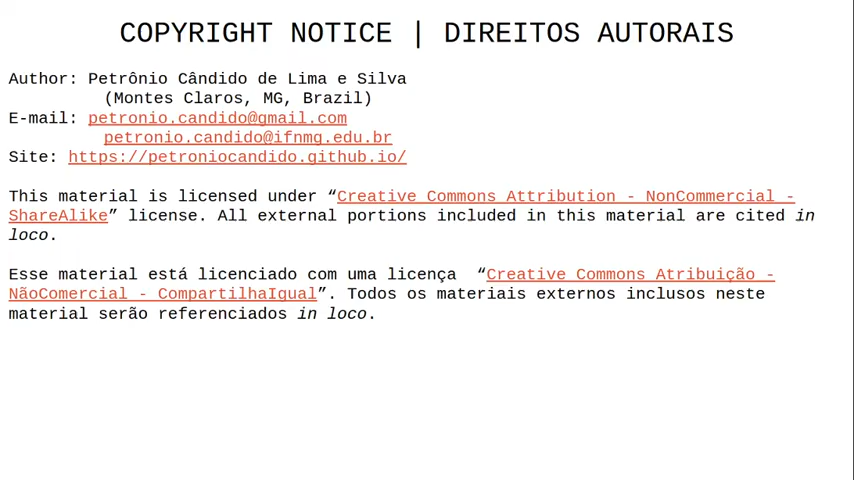 COPYRIGHT NOTICE | DIREITOS AUTORAIS
Author: Petrônio Cândido de Lima e Silva
(Montes Claros, MG, Brazil)
E-mail: petronio.candido@gmail.com
petronio.candido@ifnmg.edu.br
Site: https://petroniocandido.github.io/
This material is licensed under “Creative Commons Attribution - NonCommercial -
ShareAlike” license. All external portions included in this material are cited in
loco.
Esse material está licenciado com uma licença “Creative Commons Atribuição -
NãoComercial - CompartilhaIgual”. Todos os materiais externos inclusos neste
material serão referenciados in loco.